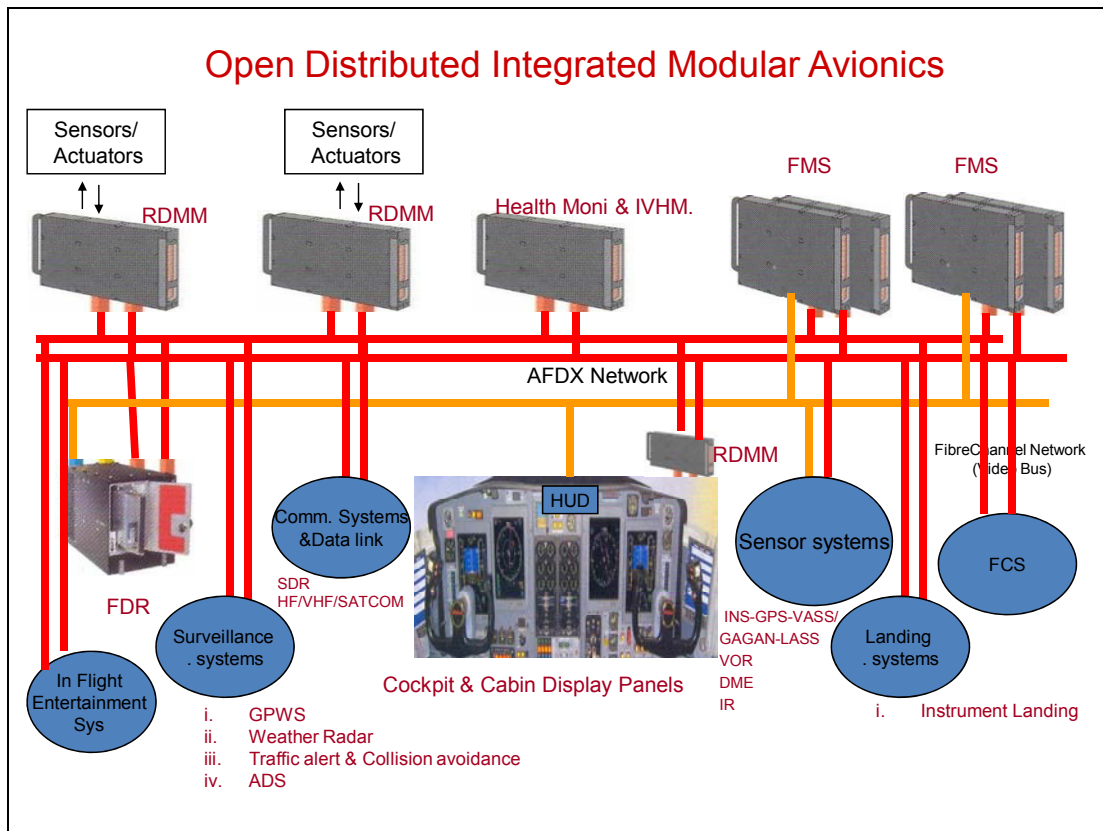 Open Distributed Integrated Modular Avionics
Sensors/
Actuators
Sensors/
Actuators
RDMM
RDMM
Health Moni & IVHM.
FMS
FMS
AFDX Network
RDMM
FibreChannel Network
(Video Bus)
HUD
Comm. Systems
&Data link
SDR
HF/VHF/SATCOM
Sensor systems
FCS
FDR
Surveillance
. systems
INS-GPS-VASS/
GAGAN-LASS
VOR
DME
IR
Landing
. systems
In Flight
Entertainment
Sys
Cockpit & Cabin Display Panels
i. Instrument Landing
i. GPWS
ii. Weather Radar
iii. Traffic alert & Collision avoidance
iv. ADS